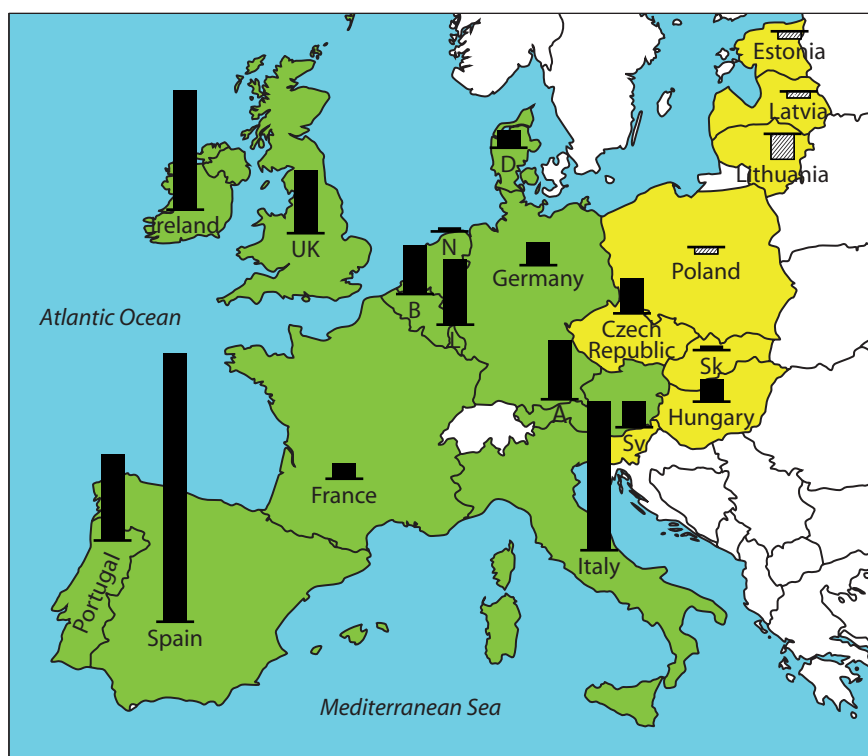 Estonia
Latvia
Lithuania
D
Ireland
UK
N
Germany
Poland
B
Atlantic Ocean
L
Czech
Republic
Sk
A
Hungary
Sv
France
Italy
Portugal
Spain
Mediterranean Sea